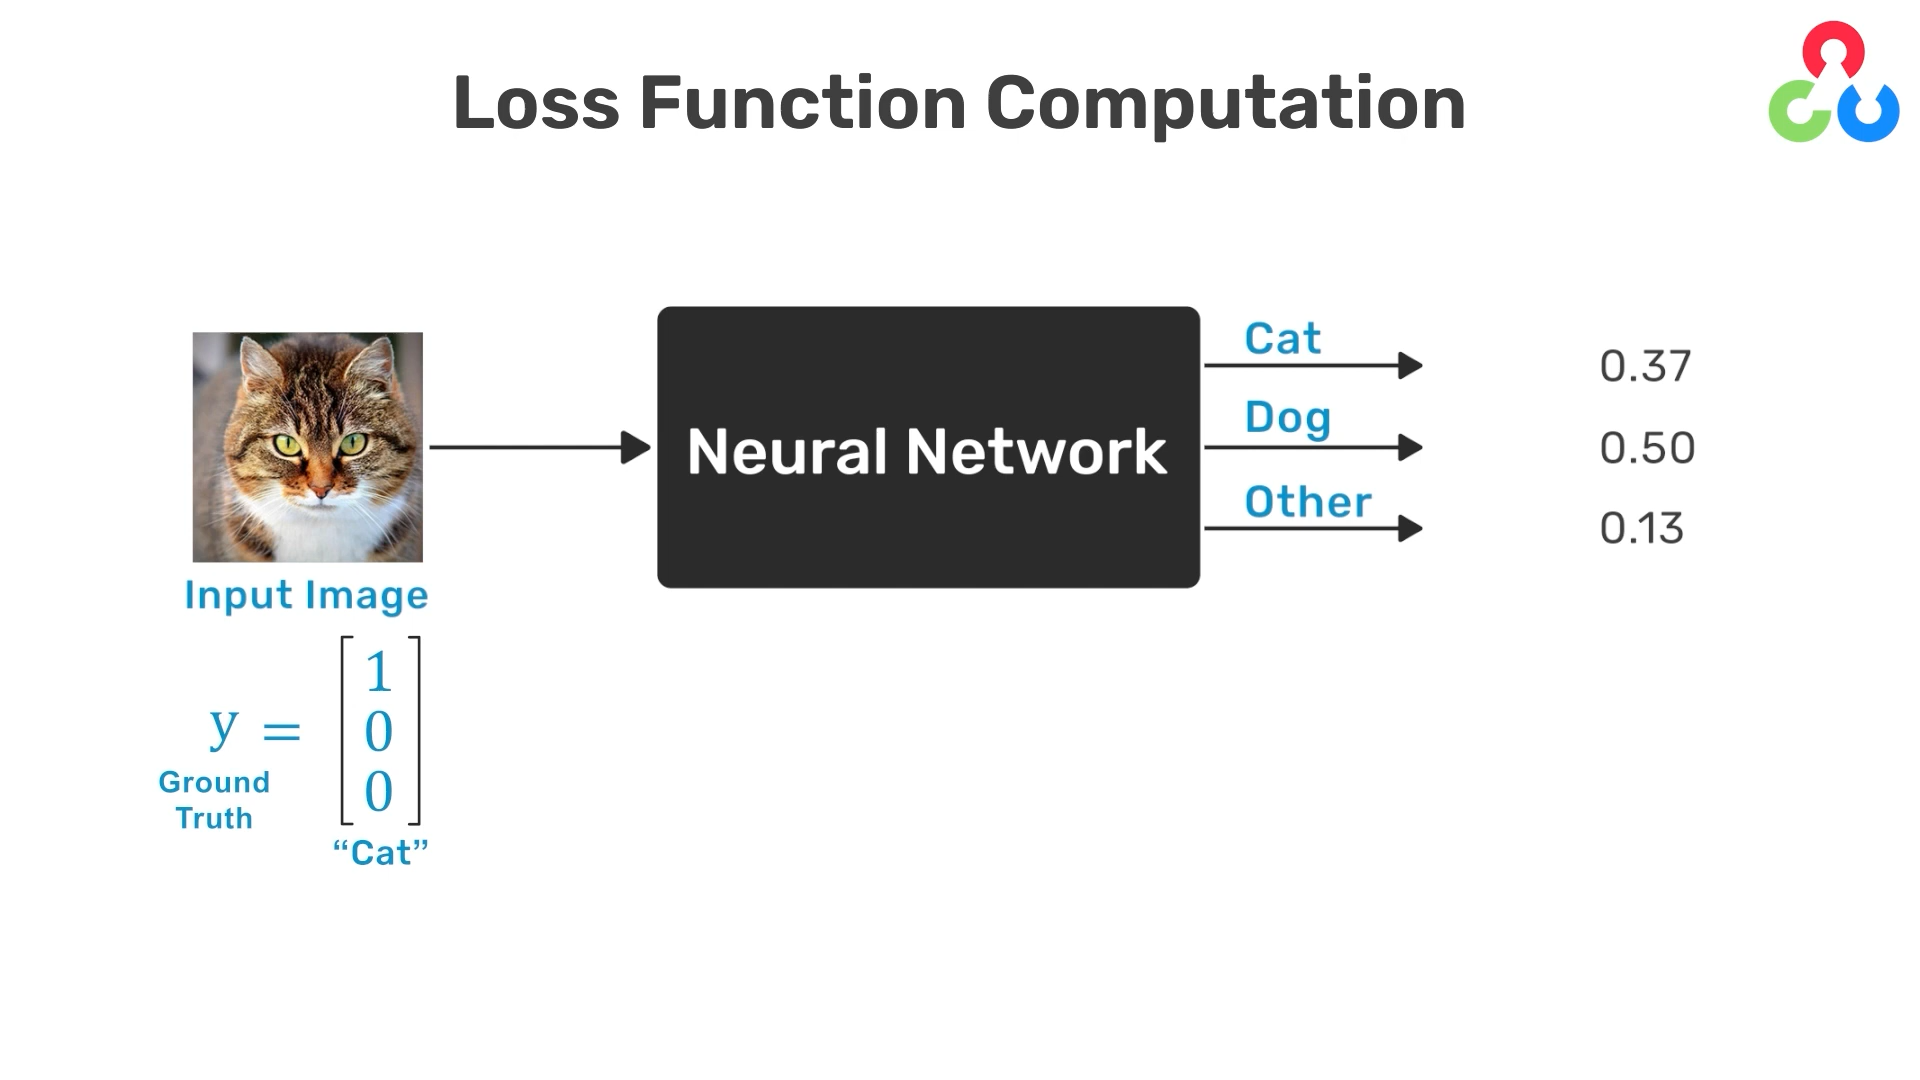 Loss Function Computation
Cat
0.37
Neural Network
Dog
0.50
Other
0.13
Input Image
1
y = 0
0
Ground
Truth
“Cat”